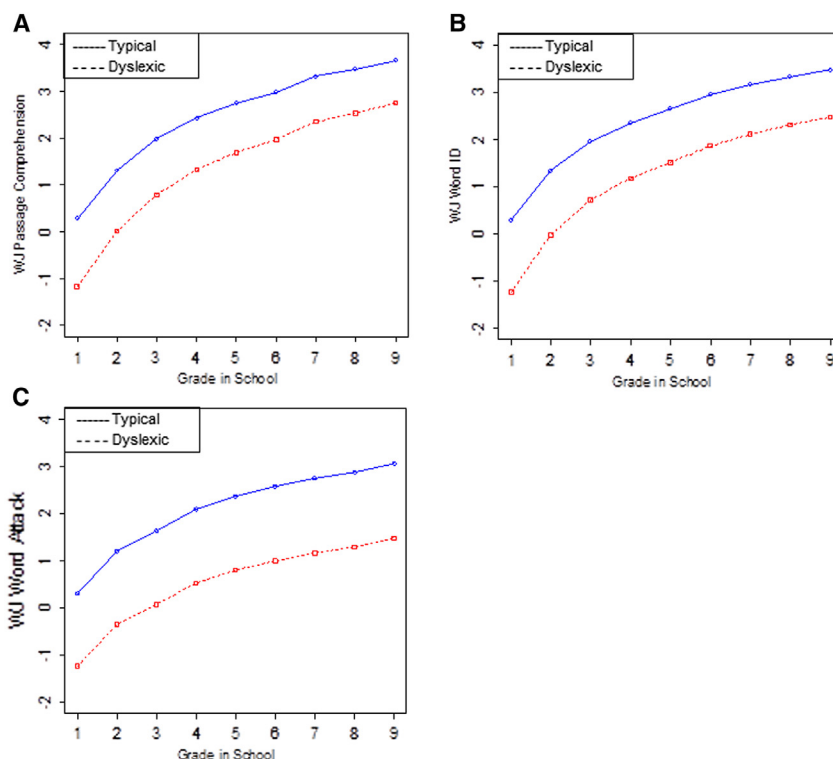 A
Typical
Dyslexic
WJ Passage Comprehension
4
3
2
1
0
-1
-2
1 2 3 4 5 6 7 8 9
Grade in School
B
Typical
Dyslexic
WJ Word ID
4
3
2
1
0
-1
-2
1 2 3 4 5 6 7 8 9
Grade in School
C
Typical
Dyslexic
WJ Word Attack
4
3
2
1
0
-1
-2
1 2 3 4 5 6 7 8 9
Grade in School